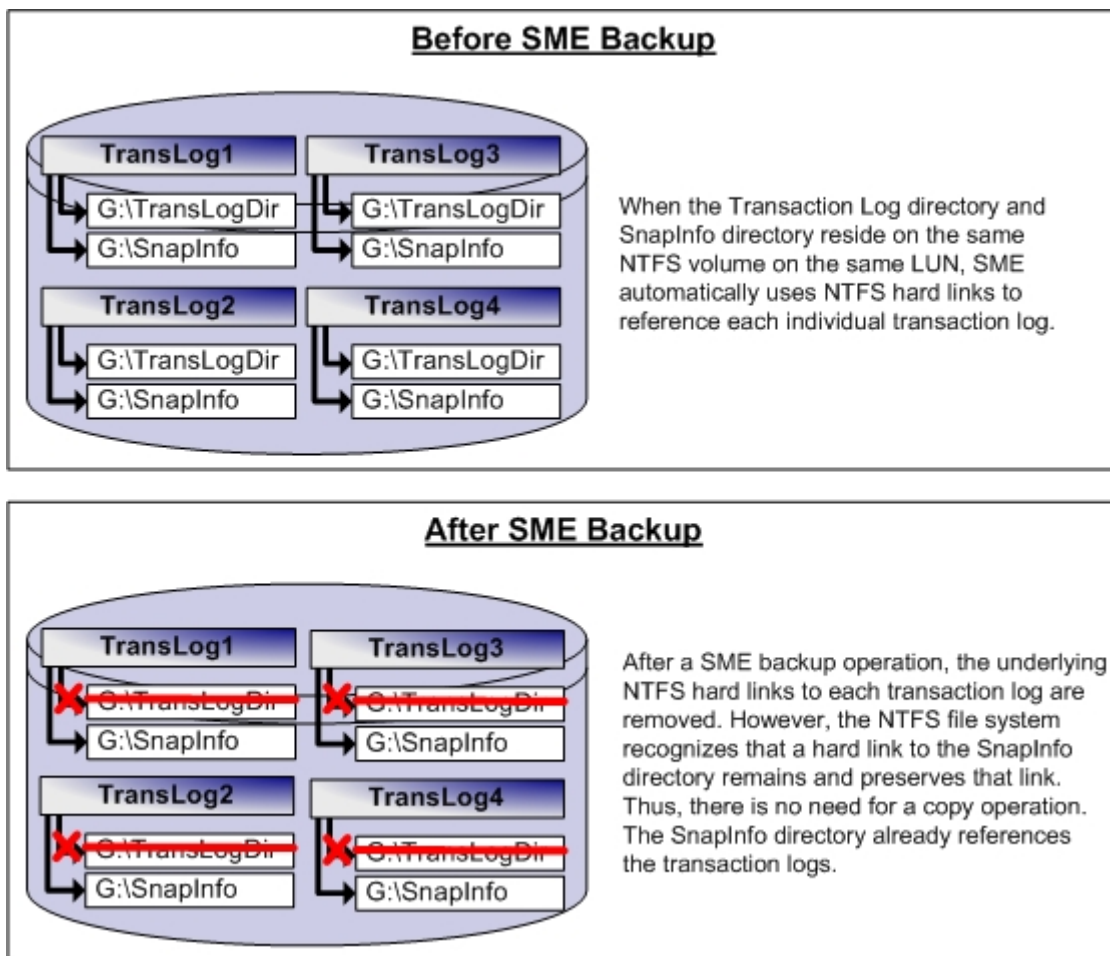 Before SME Backup
TransLog1
G:\TransLogDir
G:\SnapInfo
TransLog3
G:\TransLogDir
G:\SnapInfo
TransLog2
G:\TransLogDir
G:\SnapInfo
TransLog4
G:\TransLogDir
G:\SnapInfo
When the Transaction Log directory and
SnapInfo directory reside on the same
NTFS volume on the same LUN, SME
automatically uses NTFS hard links to
reference each individual transaction log.
After SME Backup
TransLog1
G:\TransLogDir
G:\SnapInfo
TransLog3
G:\TransLogDir
G:\SnapInfo
TransLog2
G:\TransLogDir
G:\SnapInfo
TransLog4
G:\TransLogDir
G:\SnapInfo
After a SME backup operation, the underlying
NTFS hard links to each transaction log are
removed. However, the NTFS file system
recognizes that a hard link to the SnapInfo
directory remains and preserves that link.
Thus, there is no need for a copy operation.
The SnapInfo directory already references
the transaction logs.